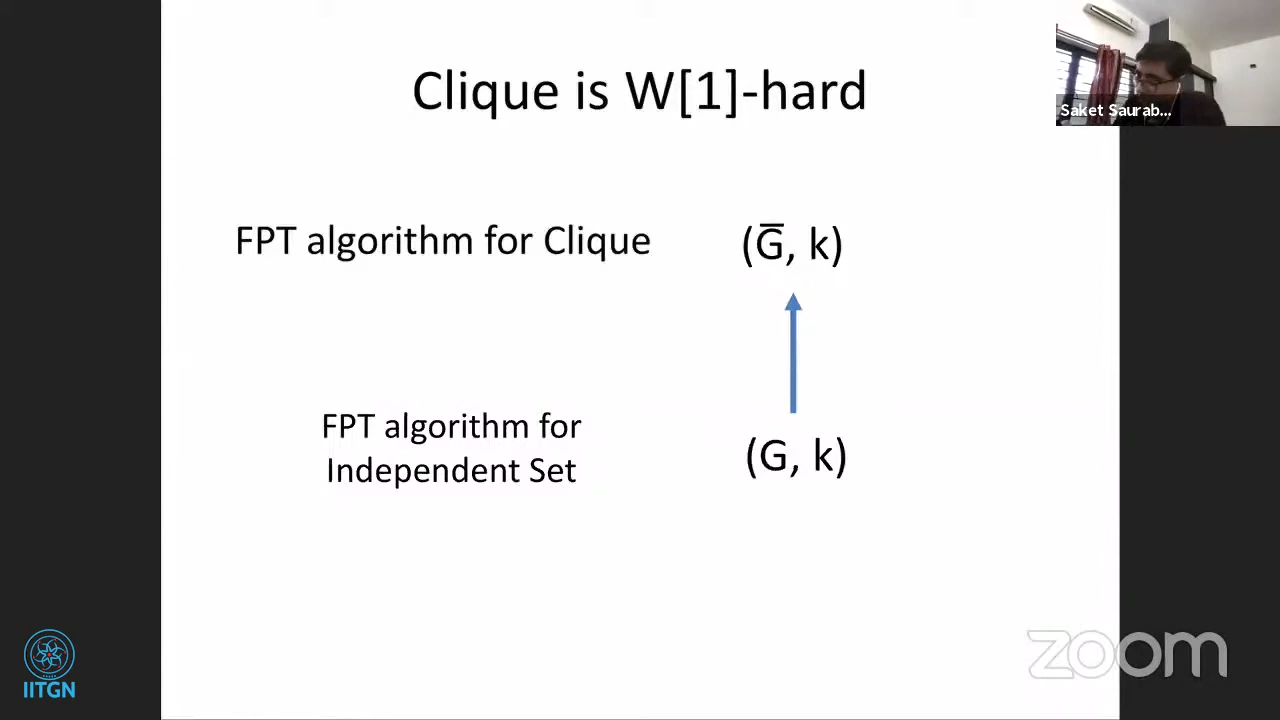 Clique is W[1]-hard
Saket Saurab...
FPT algorithm for Clique
(G̅, k)
FPT algorithm for
Independent Set
(G, k)
IITGN
zoom